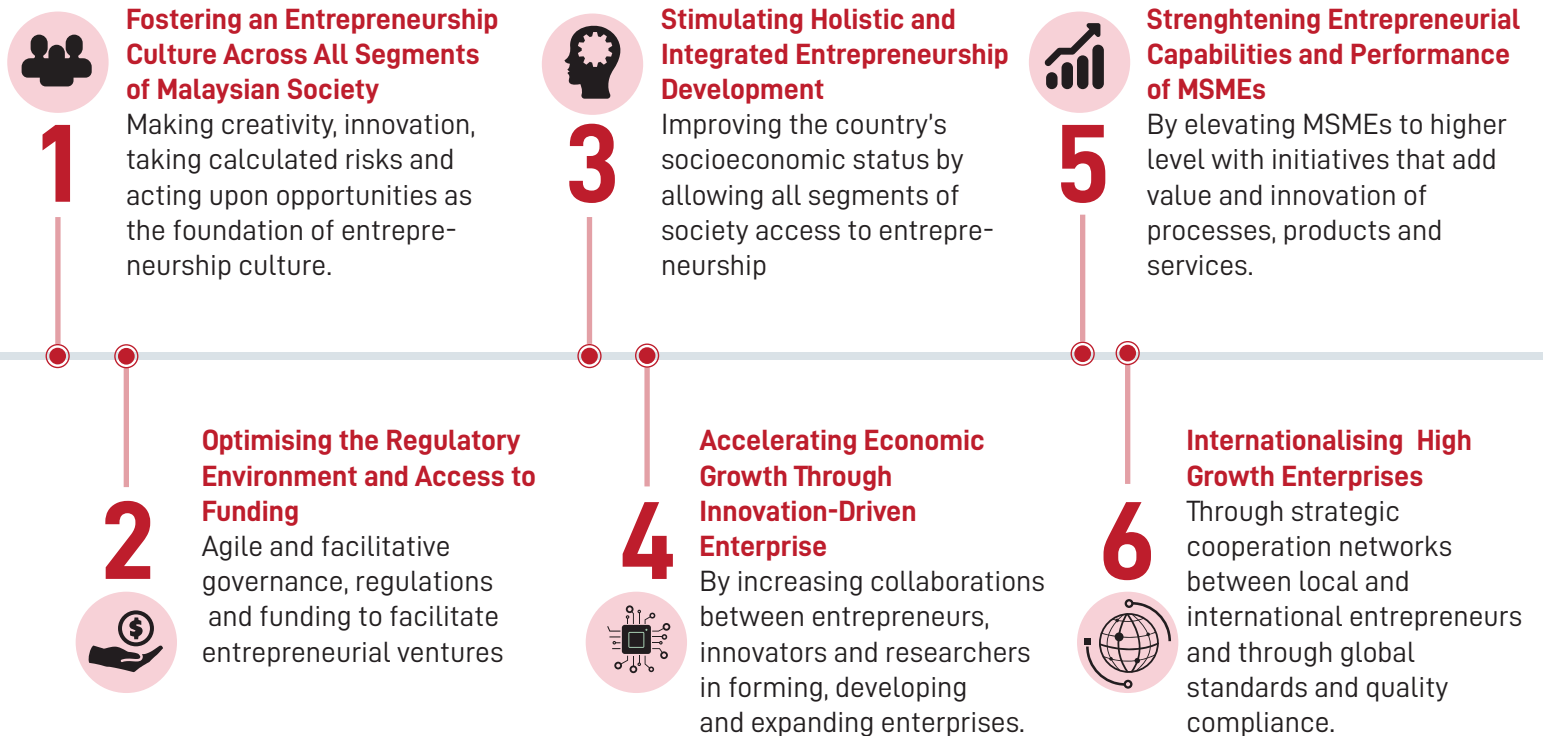 Fostering an Entrepreneurship
Culture Across All Segments
of Malaysian Society
1
Making creativity, innovation,
taking calculated risks and
acting upon opportunities as
the foundation of entrepre-
neurship culture.
Optimising the Regulatory
Environment and Access to
Funding
2
Agile and facilitative
governance, regulations
and funding to facilitate
entrepreneurial ventures
Stimulating Holistic and
Integrated Entrepreneurship
Development
3
Improving the country's
socioeconomic status by
allowing all segments of
society access to entrepre-
neurship
Accelerating Economic
Growth Through
Innovation-Driven
Enterprise
4
By increasing collaborations
between entrepreneurs,
innovators and researchers
in forming, developing
and expanding enterprises.
Strenghtening Entrepreneurial
Capabilities and Performance
of MSMEs
5
By elevating MSMEs to higher
level with initiatives that add
value and innovation of
processes, products and
services.
Internationalising High
Growth Enterprises
6
Through strategic
cooperation networks
between local and
international entrepreneurs
and through global
standards and quality
compliance.
$